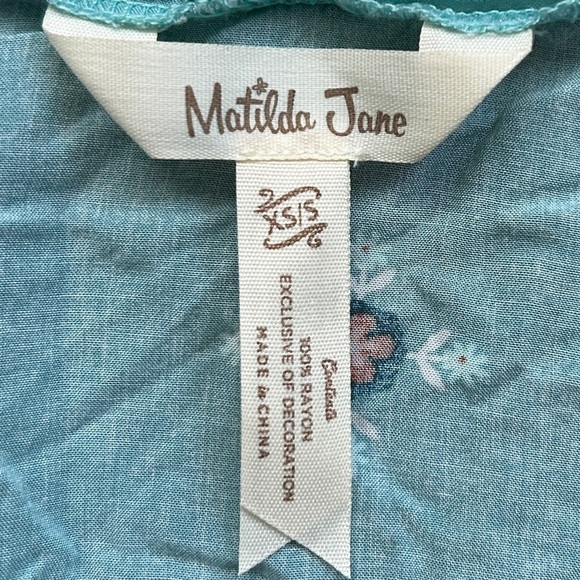 Matilda Jane
XS/S
Contents
100% RAYON
EXCLUSIVE OF DECORATION
MADE in CHINA